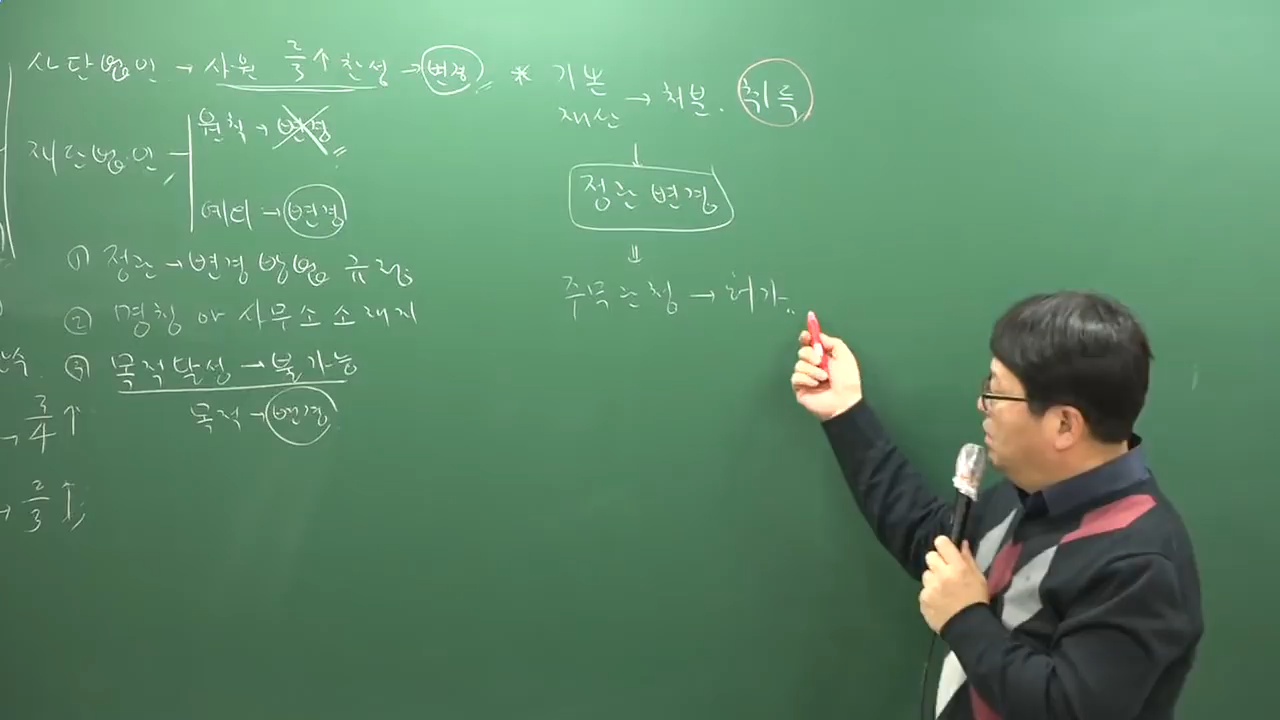 사단법인 → 사원 2/3↑ 찬성 → 변경
재단법인
원칙 → 변경
예외 → 변경
① 정관 → 변경 방법 규정
② 명칭 or 사무소소재지
③ 목적달성 → 불가능
목적 → 변경
→ 3/4 ↑
→ 2/3 ↑
* 기본
재산 → 처분. 취득
↓
정관 변경
⇓
주무관청 → 허가